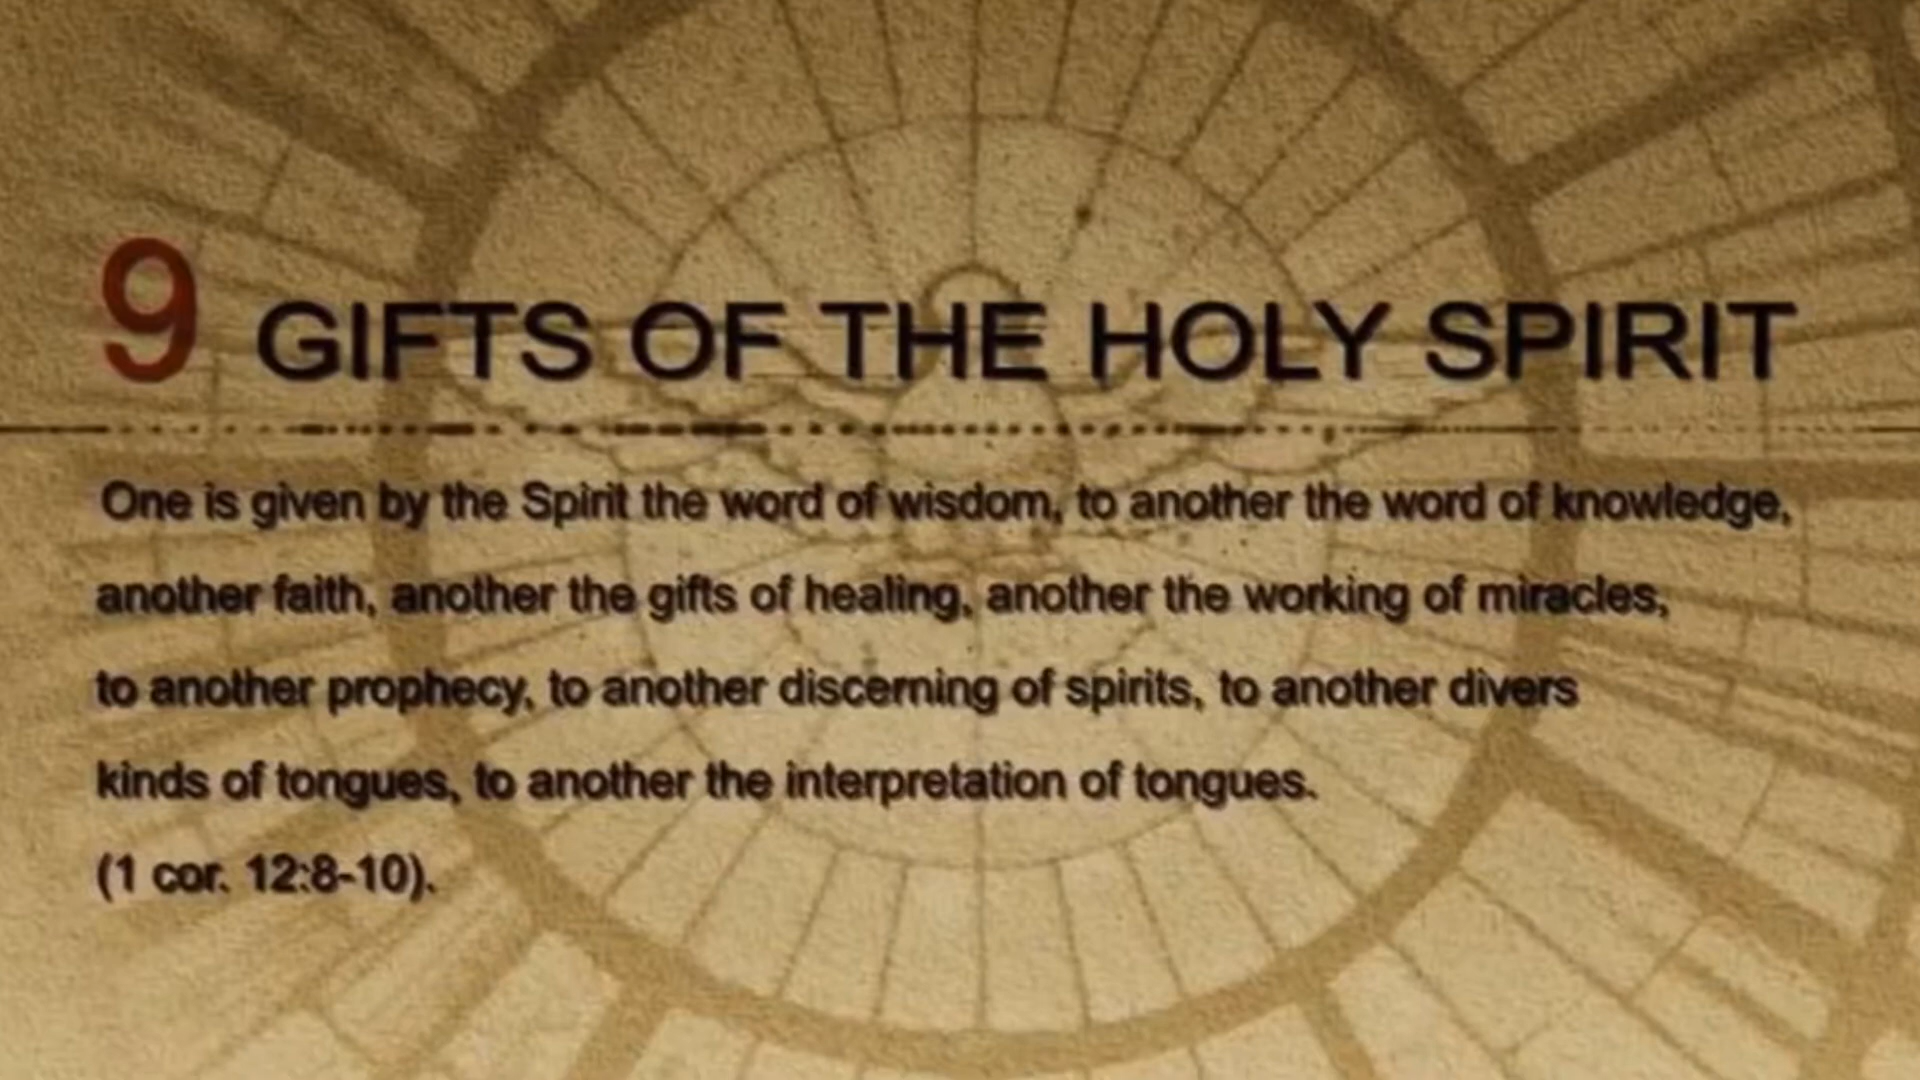 9 GIFTS OF THE HOLY SPIRIT
One is given by the Spirit the word of wisdom, to another the word of knowledge,
another faith, another the gifts of healing, another the working of miracles,
to another prophecy, to another discerning of spirits, to another divers
kinds of tongues, to another the interpretation of tongues.
(1 cor. 12:8-10).